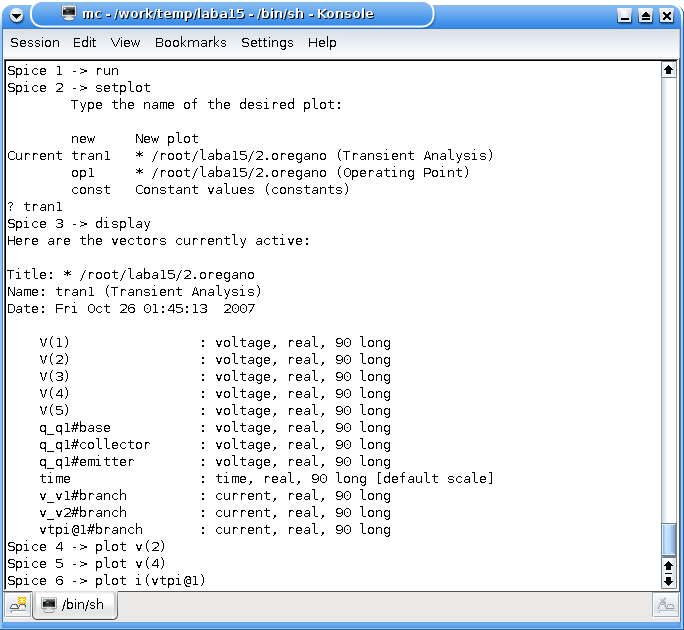 mc - /work/temp/laba15 - /bin/sh - Konsole
Session Edit View Bookmarks Settings Help
Spice 1 -> run
Spice 2 -> setplot
        Type the name of the desired plot:

        new     New plot
Current tran1   * /root/laba15/2.oregano (Transient Analysis)
        op1     * /root/laba15/2.oregano (Operating Point)
        const   Constant values (constants)
? tran1
Spice 3 -> display
Here are the vectors currently active:

Title: * /root/laba15/2.oregano
Name: tran1 (Transient Analysis)
Date: Fri Oct 26 01:45:13  2007

    V(1)                : voltage, real, 90 long
    V(2)                : voltage, real, 90 long
    V(3)                : voltage, real, 90 long
    V(4)                : voltage, real, 90 long
    V(5)                : voltage, real, 90 long
    q_q1#base           : voltage, real, 90 long
    q_q1#collector      : voltage, real, 90 long
    q_q1#emitter        : voltage, real, 90 long
    time                : time, real, 90 long [default scale]
    v_v1#branch         : current, real, 90 long
    v_v2#branch         : current, real, 90 long
    vtpi@1#branch       : current, real, 90 long
Spice 4 -> plot v(2)
Spice 5 -> plot v(4)
Spice 6 -> plot i(vtpi@1)
/bin/sh